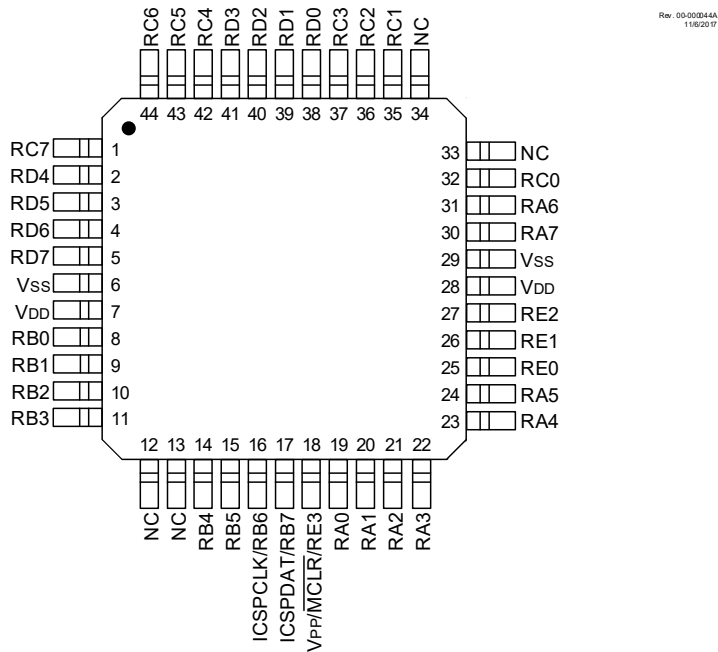 Rev. 00-000044A
11/6/2017
RC6
RC5
RC4
RD3
RD2
RD1
RD0
RC3
RC2
RC1
NC
44 43 42 41 40 39 38 37 36 35 34
RC7 1
RD4 2
RD5 3
RD6 4
RD7 5
VSS 6
VDD 7
RB0 8
RB1 9
RB2 10
RB3 11
33 NC
32 RC0
31 RA6
30 RA7
29 VSS
28 VDD
27 RE2
26 RE1
25 RE0
24 RA5
23 RA4
12 13 14 15 16 17 18 19 20 21 22
NC
NC
RB4
RB5
ICSPCLK/RB6
ICSPDAT/RB7
VPP/MCLR/RE3
RA0
RA1
RA2
RA3